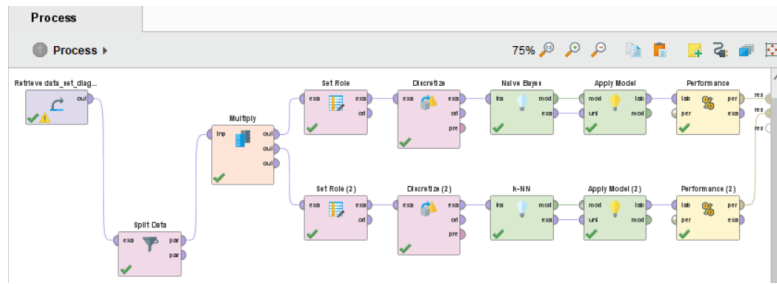 Process
Process
75%
Retrieve data_set_diag...
out
Split Data
exa par
par
Multiply
inp out
out
out
Set Role
exa exa
ori
Discretize
exa exa
ori
pre
Naive Bayes
tra mod
exa
Apply Model
mod lab
unl mod
Performance
lab per
per exa
res
res
res
Set Role (2)
exa exa
ori
Discretize (2)
exa exa
ori
pre
k-NN
tra mod
exa
Apply Model (2)
mod lab
unl mod
Performance (2)
lab per
per exa